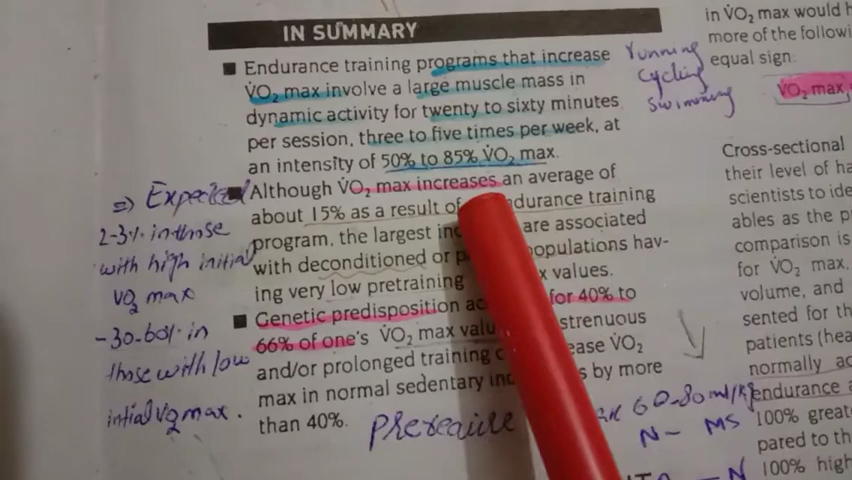 IN SUMMARY
■ Endurance training programs that increase
V̇O₂ max involve a large muscle mass in
dynamic activity for twenty to sixty minutes
per session, three to five times per week, at
an intensity of 50% to 85% V̇O₂ max.
■ Although V̇O₂ max increases an average of
about 15% as a result of endurance training
program, the largest are associated
with deconditioned or populations hav-
ing very low pretraining values.
■ Genetic predisposition for 40% to
66% of one's V̇O₂ max strenuous
and/or prolonged training V̇O₂
max in normal sedentary by more
than 40%.
running
cycling
swimming
⇒ Expected
2-3% in those
with high initial
VO₂ max
-30-60% in
those with low
intial VO₂ max.
60-80 ml/kg
N- MS
N
in V̇O₂ max would h
more of the followi
equal sign:
V̇O₂ max
Cross-sectional
their level of ha
scientists to ide
ables as the p
comparison is
for V̇O₂ max,
volume, and
sented for th
patients (hea
normally ac
endurance a
100% great
pared to th
100% high